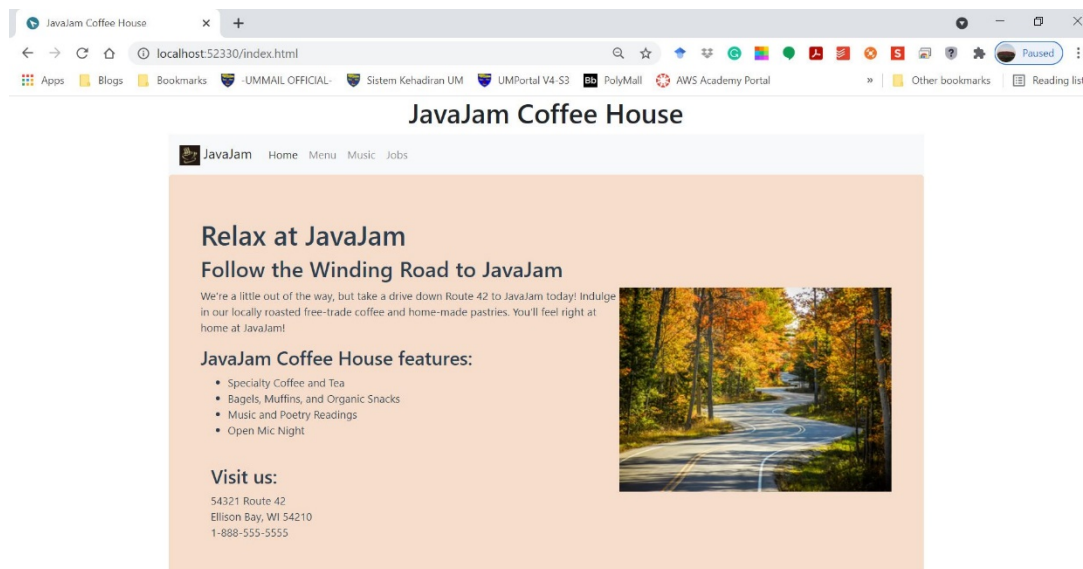 JavaJam Coffee House
localhost:52330/index.html
Paused
Apps Blogs Bookmarks -UMMAIL OFFICIAL- Sistem Kehadiran UM UMPortal V4-S3 Bb PolyMall AWS Academy Portal » Other bookmarks Reading list
JavaJam Coffee House
JavaJam Home Menu Music Jobs
Relax at JavaJam
Follow the Winding Road to JavaJam
We're a little out of the way, but take a drive down Route 42 to JavaJam today! Indulge
in our locally roasted free-trade coffee and home-made pastries. You'll feel right at
home at JavaJam!
JavaJam Coffee House features:
• Specialty Coffee and Tea
• Bagels, Muffins, and Organic Snacks
• Music and Poetry Readings
• Open Mic Night
Visit us:
54321 Route 42
Ellison Bay, WI 54210
1-888-555-5555